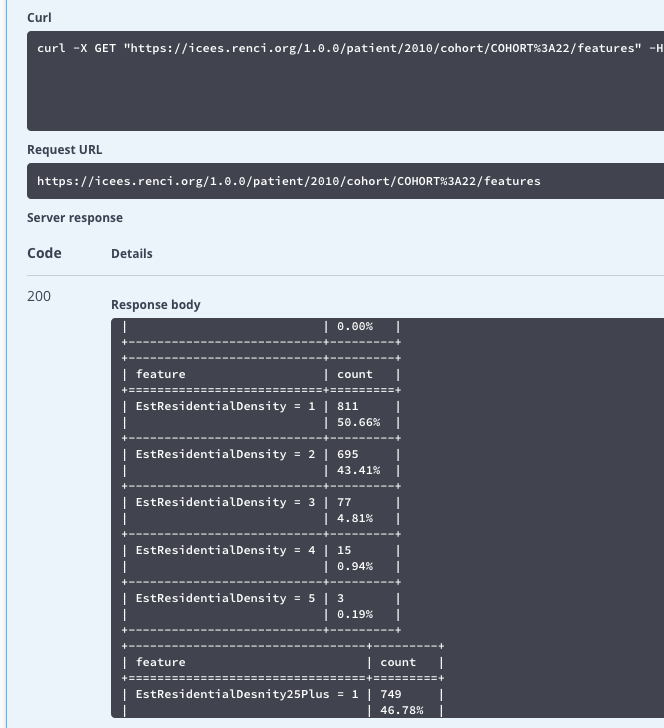 Curl
curl -X GET "https://icees.renci.org/1.0.0/patient/2010/cohort/COHORT%3A22/features" -H
Request URL
https://icees.renci.org/1.0.0/patient/2010/cohort/COHORT%3A22/features
Server response
Code Details
200
Response body
|                           | 0.00%   |
+---------------------------+---------+
+---------------------------+---------+
| feature                   | count   |
+===========================+=========+
| EstResidentialDensity = 1 | 811     |
|                           | 50.66%  |
+---------------------------+---------+
| EstResidentialDensity = 2 | 695     |
|                           | 43.41%  |
+---------------------------+---------+
| EstResidentialDensity = 3 | 77      |
|                           | 4.81%   |
+---------------------------+---------+
| EstResidentialDensity = 4 | 15      |
|                           | 0.94%   |
+---------------------------+---------+
| EstResidentialDensity = 5 | 3       |
|                           | 0.19%   |
+---------------------------+---------+
+---------------------------------+---------+
| feature                         | count   |
+=================================+=========+
| EstResidentialDesnity25Plus = 1 | 749     |
|                                 | 46.78%  |